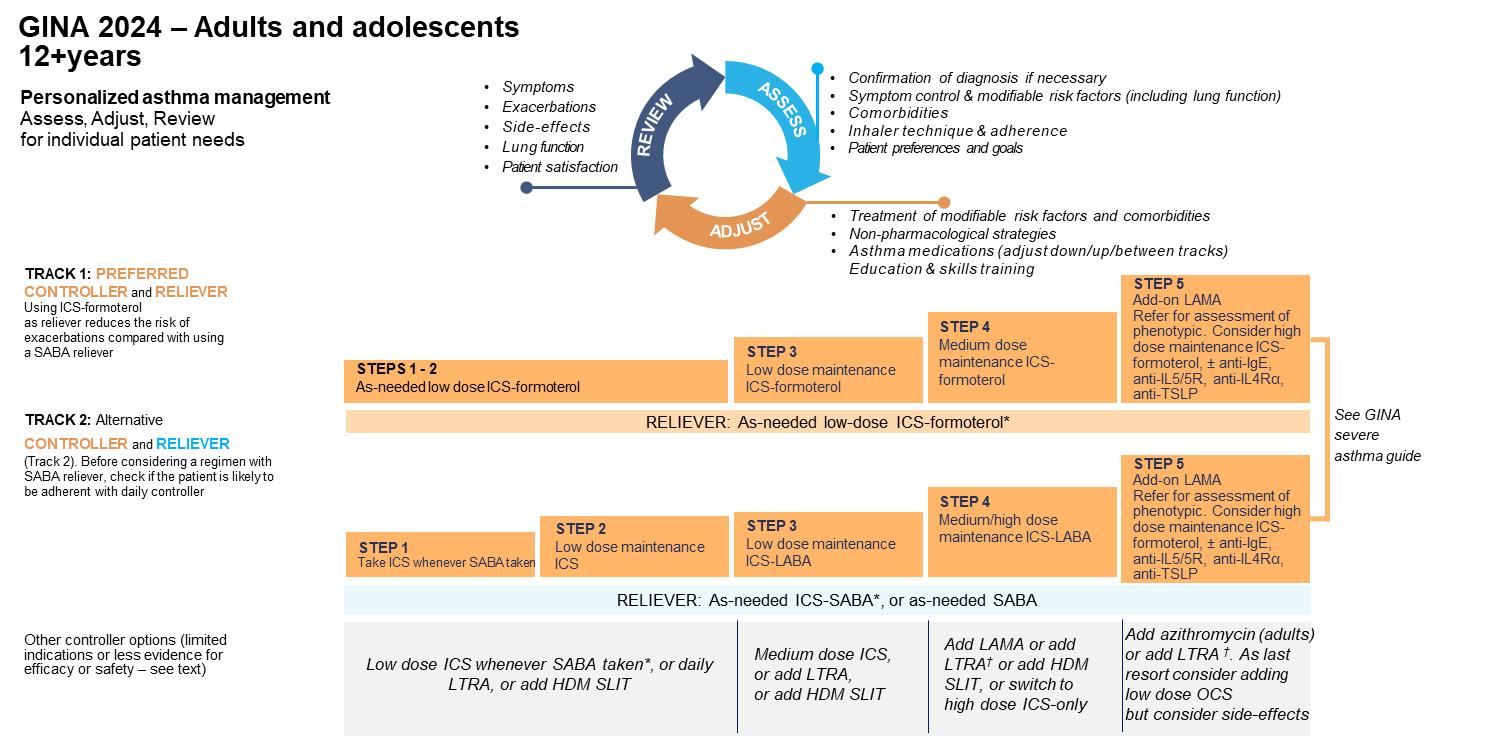 GINA 2024 – Adults and adolescents
12+years
Personalized asthma management
Assess, Adjust, Review
for individual patient needs
• Symptoms
• Exacerbations
• Side-effects
• Lung function
• Patient satisfaction
REVIEW
ASSESS
ADJUST
• Confirmation of diagnosis if necessary
• Symptom control & modifiable risk factors (including lung function)
• Comorbidities
• Inhaler technique & adherence
• Patient preferences and goals
• Treatment of modifiable risk factors and comorbidities
• Non-pharmacological strategies
• Asthma medications (adjust down/up/between tracks)
Education & skills training
TRACK 1: PREFERRED
CONTROLLER and RELIEVER
Using ICS-formoterol
as reliever reduces the risk of
exacerbations compared with using
a SABA reliever
STEPS 1 - 2
As-needed low dose ICS-formoterol
STEP 3
Low dose maintenance
ICS-formoterol
STEP 4
Medium dose
maintenance ICS-
formoterol
STEP 5
Add-on LAMA
Refer for assessment of
phenotypic. Consider high
dose maintenance ICS-
formoterol, ± anti-IgE,
anti-IL5/5R, anti-IL4Rα,
anti-TSLP
RELIEVER: As-needed low-dose ICS-formoterol*
See GINA
severe
asthma guide
TRACK 2: Alternative
CONTROLLER and RELIEVER
(Track 2). Before considering a regimen with
SABA reliever, check if the patient is likely to
be adherent with daily controller
STEP 1
Take ICS whenever SABA taken
STEP 2
Low dose maintenance
ICS
STEP 3
Low dose maintenance
ICS-LABA
STEP 4
Medium/high dose
maintenance ICS-LABA
STEP 5
Add-on LAMA
Refer for assessment of
phenotypic. Consider high
dose maintenance ICS-
formoterol, ± anti-IgE,
anti-IL5/5R, anti-IL4Rα,
anti-TSLP
RELIEVER: As-needed ICS-SABA*, or as-needed SABA
Other controller options (limited
indications or less evidence for
efficacy or safety – see text)
Low dose ICS whenever SABA taken*, or daily
LTRA, or add HDM SLIT
Medium dose ICS,
or add LTRA,
or add HDM SLIT
Add LAMA or add
LTRA† or add HDM
SLIT, or switch to
high dose ICS-only
Add azithromycin (adults)
or add LTRA †. As last
resort consider adding
low dose OCS
but consider side-effects